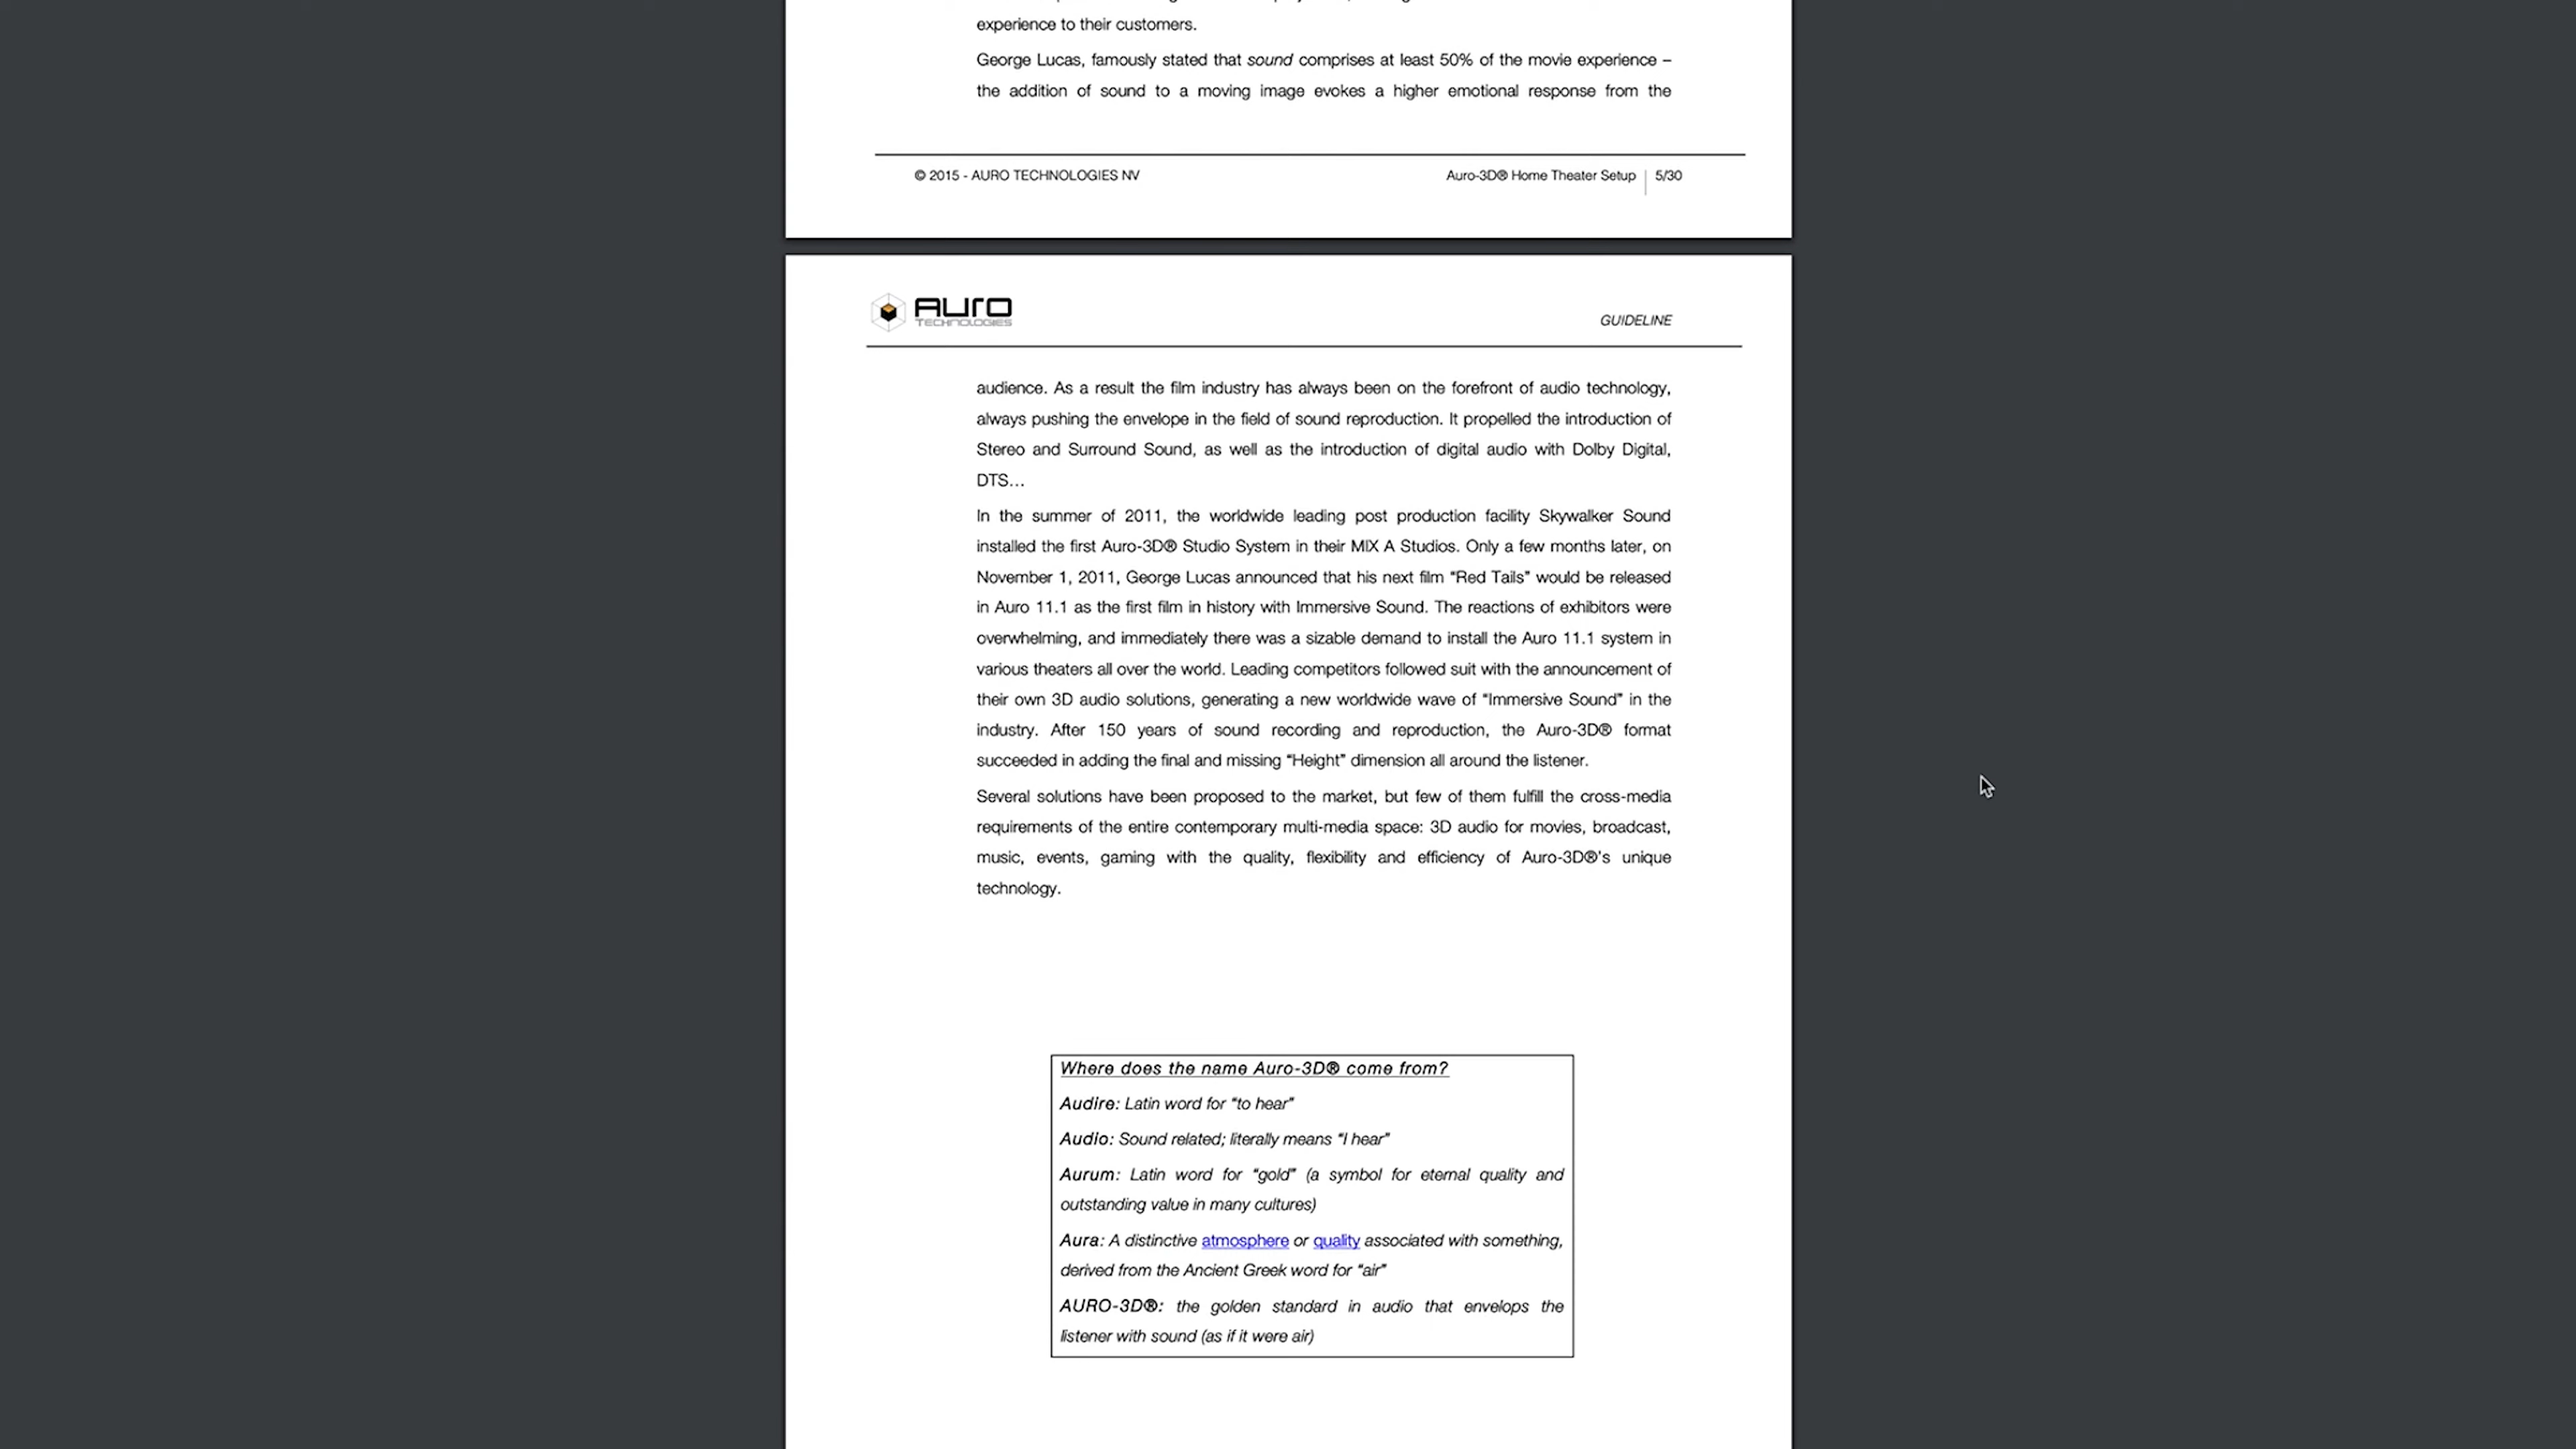 experience to their customers.
George Lucas, famously stated that sound comprises at least 50% of the movie experience –
the addition of sound to a moving image evokes a higher emotional response from the
© 2015 - AURO TECHNOLOGIES NV
Auro-3D® Home Theater Setup | 5/30
AURO
TECHNOLOGIES
GUIDELINE
audience. As a result the film industry has always been on the forefront of audio technology,
always pushing the envelope in the field of sound reproduction. It propelled the introduction of
Stereo and Surround Sound, as well as the introduction of digital audio with Dolby Digital,
DTS…
In the summer of 2011, the worldwide leading post production facility Skywalker Sound
installed the first Auro-3D® Studio System in their MIX A Studios. Only a few months later, on
November 1, 2011, George Lucas announced that his next film “Red Tails” would be released
in Auro 11.1 as the first film in history with Immersive Sound. The reactions of exhibitors were
overwhelming, and immediately there was a sizable demand to install the Auro 11.1 system in
various theaters all over the world. Leading competitors followed suit with the announcement of
their own 3D audio solutions, generating a new worldwide wave of “Immersive Sound” in the
industry. After 150 years of sound recording and reproduction, the Auro-3D® format
succeeded in adding the final and missing “Height” dimension all around the listener.
Several solutions have been proposed to the market, but few of them fulfill the cross-media
requirements of the entire contemporary multi-media space: 3D audio for movies, broadcast,
music, events, gaming with the quality, flexibility and efficiency of Auro-3D®'s unique
technology.
Where does the name Auro-3D® come from?
Audire: Latin word for “to hear”
Audio: Sound related; literally means “I hear”
Aurum: Latin word for “gold” (a symbol for eternal quality and
outstanding value in many cultures)
Aura: A distinctive atmosphere or quality associated with something,
derived from the Ancient Greek word for “air”
AURO-3D®: the golden standard in audio that envelops the
listener with sound (as if it were air)